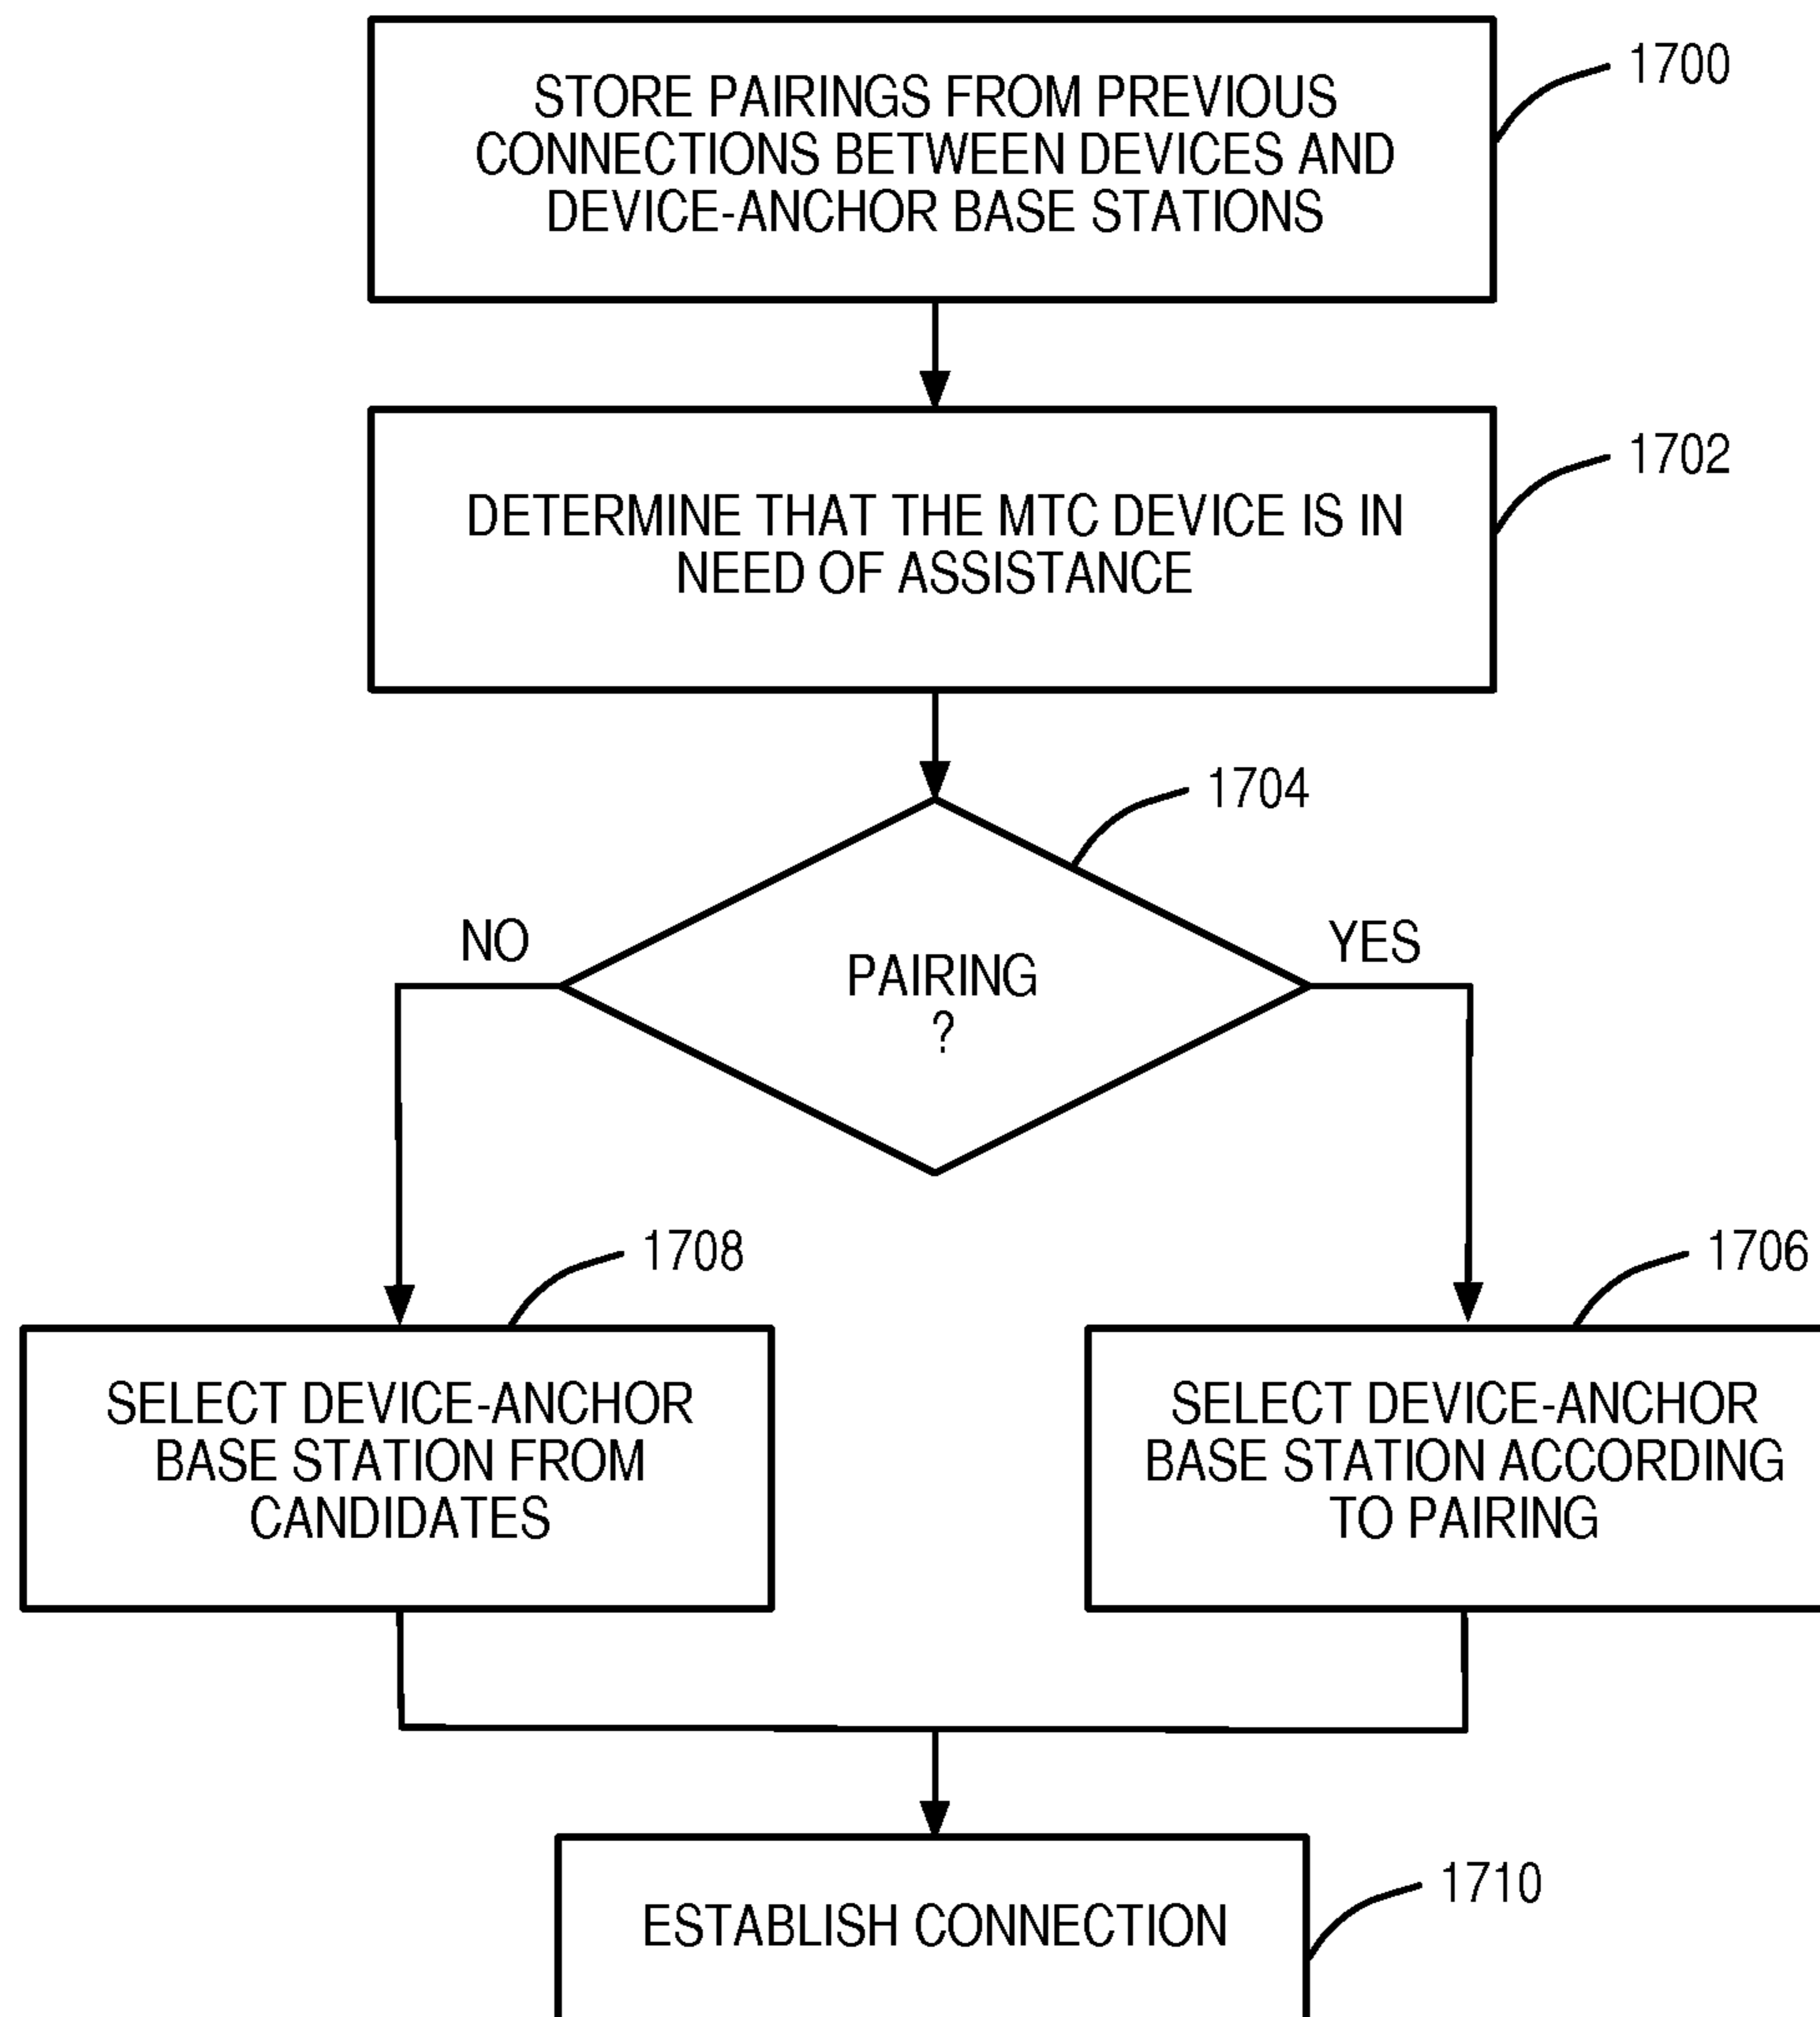 STORE PAIRINGS FROM PREVIOUS
CONNECTIONS BETWEEN DEVICES AND
DEVICE-ANCHOR BASE STATIONS
1700
DETERMINE THAT THE MTC DEVICE IS IN
NEED OF ASSISTANCE
1702
1704
NO
PAIRING
?
YES
1708
SELECT DEVICE-ANCHOR
BASE STATION FROM
CANDIDATES
1706
SELECT DEVICE-ANCHOR
BASE STATION ACCORDING
TO PAIRING
ESTABLISH CONNECTION
1710